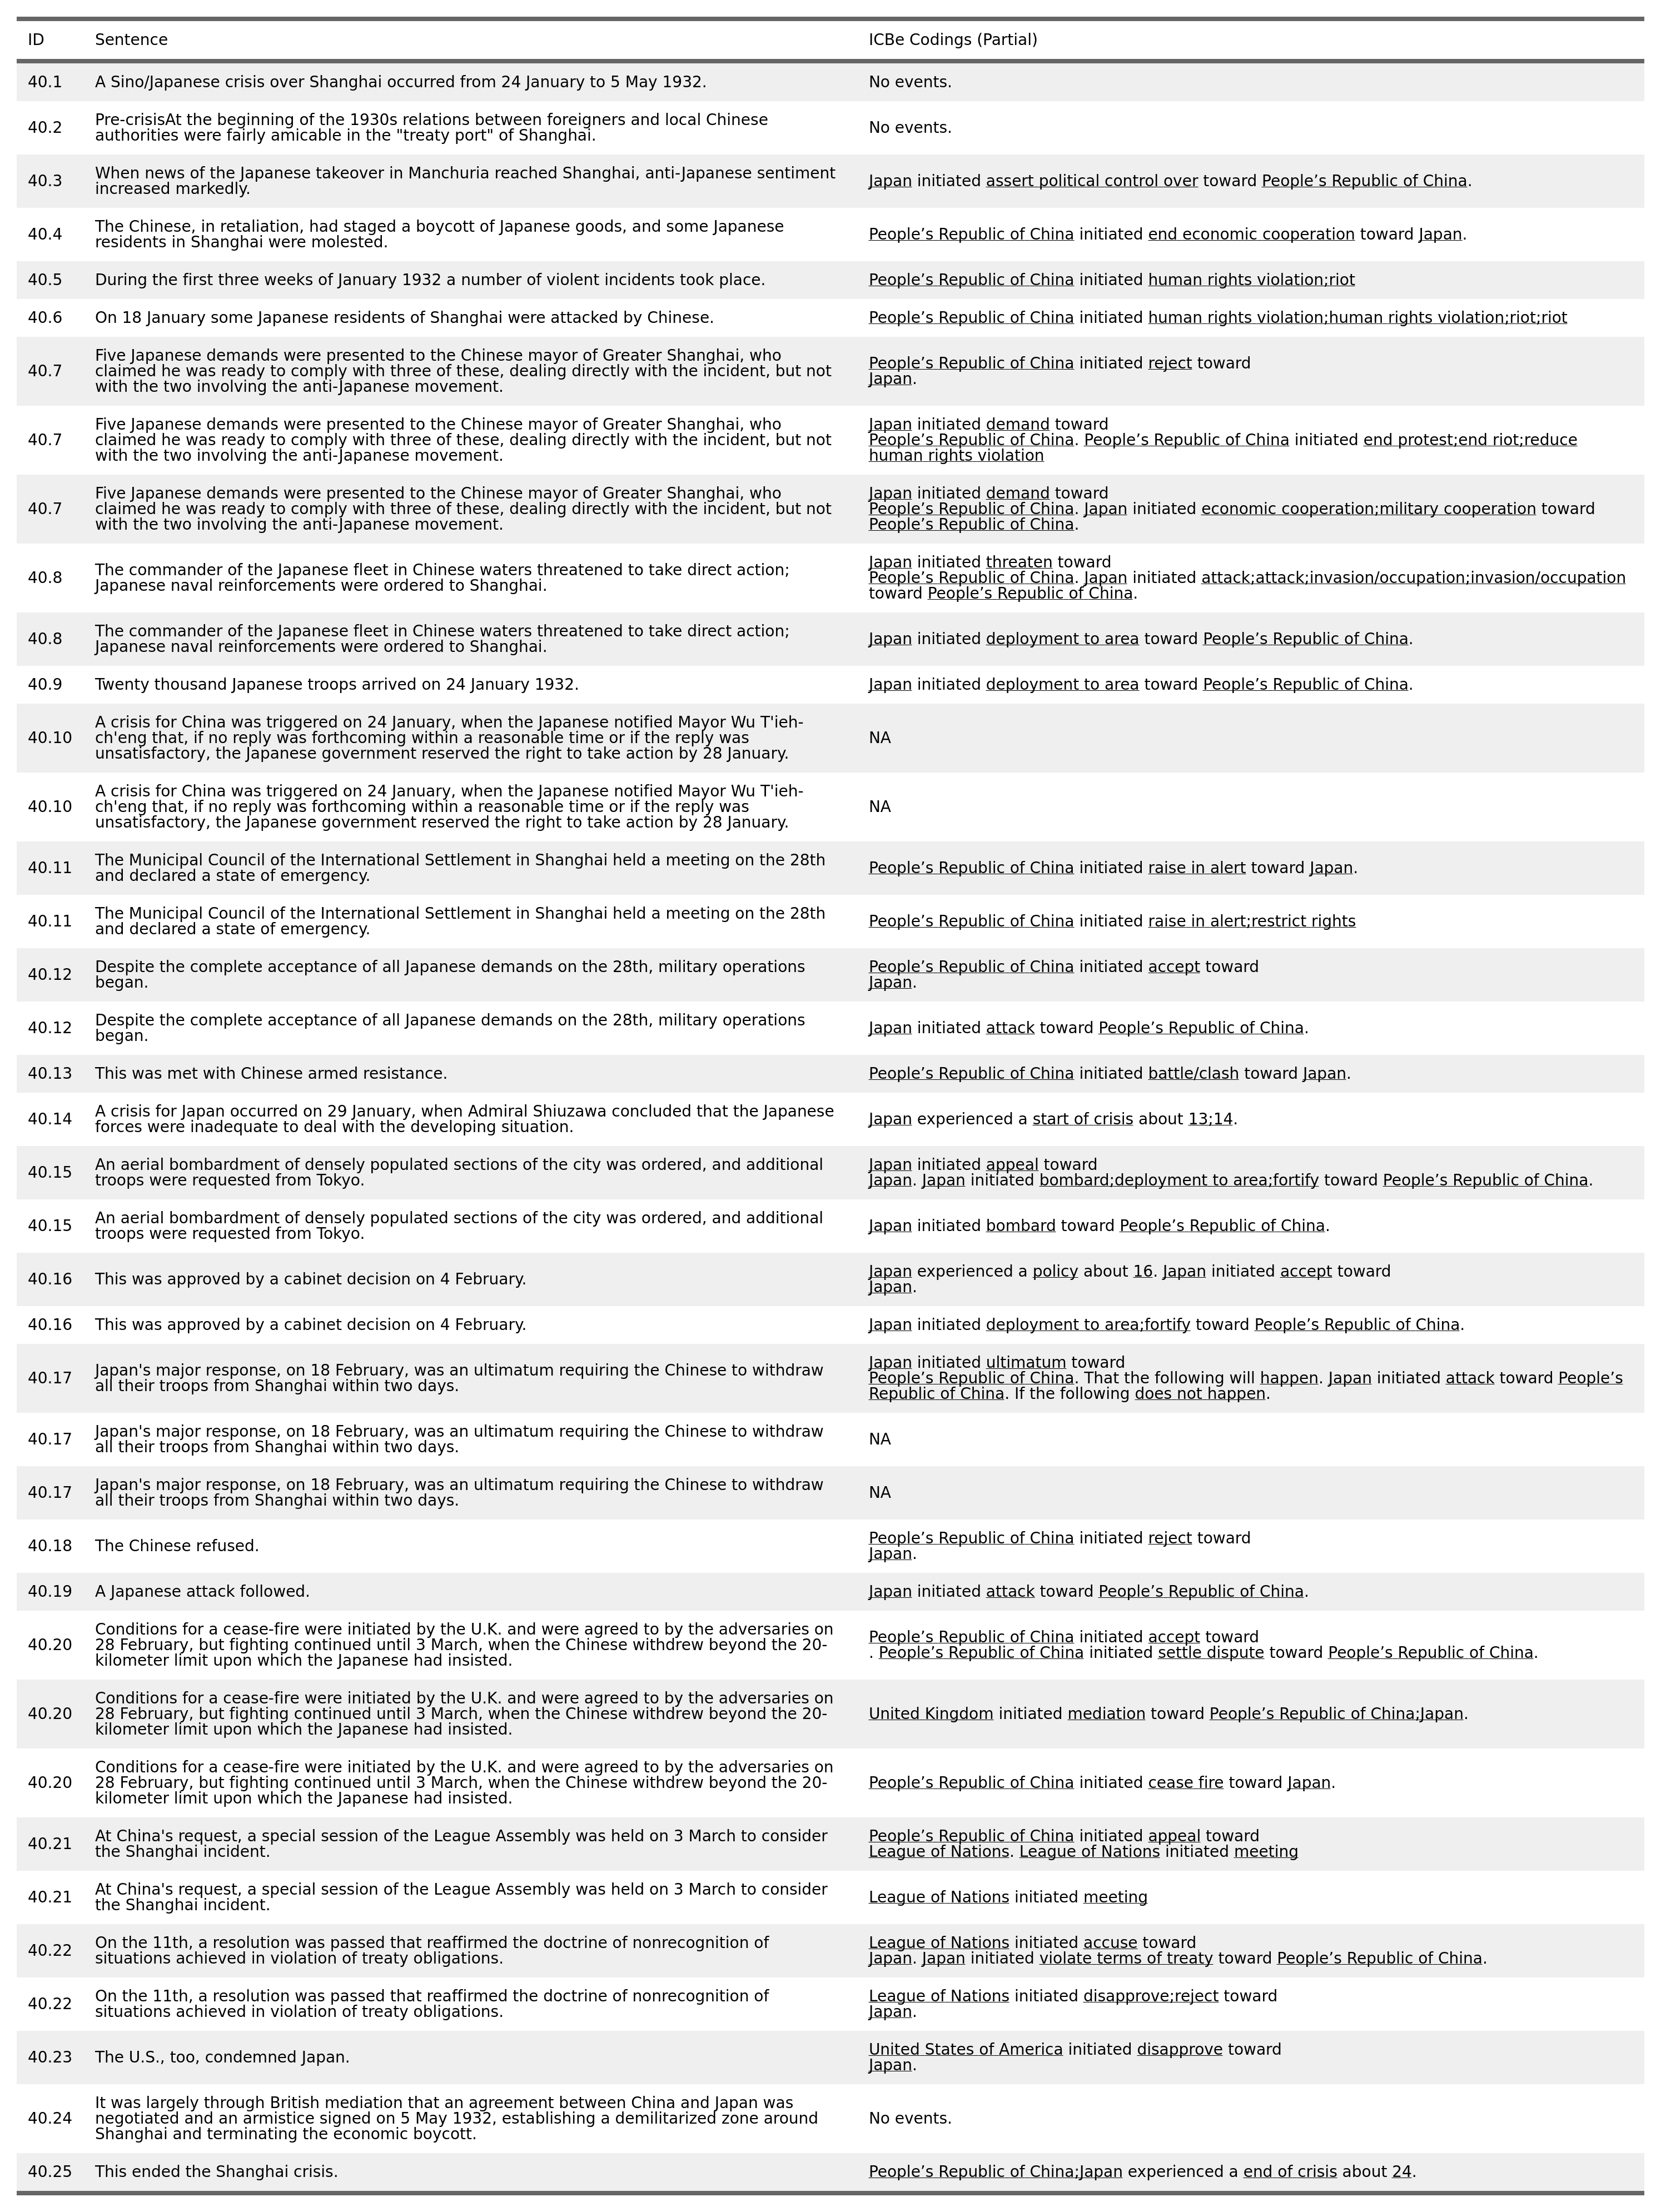 ID Sentence ICBe Codings (Partial)
40.1 A Sino/Japanese crisis over Shanghai occurred from 24 January to 5 May 1932. No events.
40.2 Pre-crisisAt the beginning of the 1930s relations between foreigners and local Chinese
authorities were fairly amicable in the "treaty port" of Shanghai. No events.
40.3 When news of the Japanese takeover in Manchuria reached Shanghai, anti-Japanese sentiment
increased markedly. Japan initiated assert political control over toward People’s Republic of China.
40.4 The Chinese, in retaliation, had staged a boycott of Japanese goods, and some Japanese
residents in Shanghai were molested. People’s Republic of China initiated end economic cooperation toward Japan.
40.5 During the first three weeks of January 1932 a number of violent incidents took place. People’s Republic of China initiated human rights violation;riot
40.6 On 18 January some Japanese residents of Shanghai were attacked by Chinese. People’s Republic of China initiated human rights violation;human rights violation;riot;riot
40.7 Five Japanese demands were presented to the Chinese mayor of Greater Shanghai, who
claimed he was ready to comply with three of these, dealing directly with the incident, but not
with the two involving the anti-Japanese movement.
People’s Republic of China initiated reject toward
Japan.
40.7 Five Japanese demands were presented to the Chinese mayor of Greater Shanghai, who
claimed he was ready to comply with three of these, dealing directly with the incident, but not
with the two involving the anti-Japanese movement.
Japan initiated demand toward
People’s Republic of China. People’s Republic of China initiated end protest;end riot;reduce
human rights violation
40.7 Five Japanese demands were presented to the Chinese mayor of Greater Shanghai, who
claimed he was ready to comply with three of these, dealing directly with the incident, but not
with the two involving the anti-Japanese movement.
Japan initiated demand toward
People’s Republic of China. Japan initiated economic cooperation;military cooperation toward
People’s Republic of China.
40.8 The commander of the Japanese fleet in Chinese waters threatened to take direct action;
Japanese naval reinforcements were ordered to Shanghai.
Japan initiated threaten toward
People’s Republic of China. Japan initiated attack;attack;invasion/occupation;invasion/occupation
toward People’s Republic of China.
40.8 The commander of the Japanese fleet in Chinese waters threatened to take direct action;
Japanese naval reinforcements were ordered to Shanghai.
Japan initiated deployment to area toward People’s Republic of China.
40.9 Twenty thousand Japanese troops arrived on 24 January 1932. Japan initiated deployment to area toward People’s Republic of China.
40.10 A crisis for China was triggered on 24 January, when the Japanese notified Mayor Wu T'ieh-
ch'eng that, if no reply was forthcoming within a reasonable time or if the reply was
unsatisfactory, the Japanese government reserved the right to take action by 28 January.
NA
40.10 A crisis for China was triggered on 24 January, when the Japanese notified Mayor Wu T'ieh-
ch'eng that, if no reply was forthcoming within a reasonable time or if the reply was
unsatisfactory, the Japanese government reserved the right to take action by 28 January.
NA
40.11 The Municipal Council of the International Settlement in Shanghai held a meeting on the 28th
and declared a state of emergency.
People’s Republic of China initiated raise in alert toward Japan.
40.11 The Municipal Council of the International Settlement in Shanghai held a meeting on the 28th
and declared a state of emergency.
People’s Republic of China initiated raise in alert;restrict rights
40.12 Despite the complete acceptance of all Japanese demands on the 28th, military operations
began.
People’s Republic of China initiated accept toward
Japan.
40.12 Despite the complete acceptance of all Japanese demands on the 28th, military operations
began.
Japan initiated attack toward People’s Republic of China.
40.13 This was met with Chinese armed resistance. People’s Republic of China initiated battle/clash toward Japan.
40.14 A crisis for Japan occurred on 29 January, when Admiral Shiuzawa concluded that the Japanese
forces were inadequate to deal with the developing situation.
Japan experienced a start of crisis about 13;14.
40.15 An aerial bombardment of densely populated sections of the city was ordered, and additional
troops were requested from Tokyo.
Japan initiated appeal toward
Japan. Japan initiated bombard;deployment to area;fortify toward People’s Republic of China.
40.15 An aerial bombardment of densely populated sections of the city was ordered, and additional
troops were requested from Tokyo.
Japan initiated bombard toward People’s Republic of China.
40.16 This was approved by a cabinet decision on 4 February.
Japan experienced a policy about 16. Japan initiated accept toward
Japan.
40.16 This was approved by a cabinet decision on 4 February. Japan initiated deployment to area;fortify toward People’s Republic of China.
40.17 Japan's major response, on 18 February, was an ultimatum requiring the Chinese to withdraw
all their troops from Shanghai within two days.
Japan initiated ultimatum toward
People’s Republic of China. That the following will happen. Japan initiated attack toward People’s
Republic of China. If the following does not happen.
40.17 Japan's major response, on 18 February, was an ultimatum requiring the Chinese to withdraw
all their troops from Shanghai within two days.
NA
40.17 Japan's major response, on 18 February, was an ultimatum requiring the Chinese to withdraw
all their troops from Shanghai within two days.
NA
40.18 The Chinese refused.
People’s Republic of China initiated reject toward
Japan.
40.19 A Japanese attack followed. Japan initiated attack toward People’s Republic of China.
40.20 Conditions for a cease-fire were initiated by the U.K. and were agreed to by the adversaries on
28 February, but fighting continued until 3 March, when the Chinese withdrew beyond the 20-
kilometer limit upon which the Japanese had insisted.
People’s Republic of China initiated accept toward
. People’s Republic of China initiated settle dispute toward People’s Republic of China.
40.20 Conditions for a cease-fire were initiated by the U.K. and were agreed to by the adversaries on
28 February, but fighting continued until 3 March, when the Chinese withdrew beyond the 20-
kilometer limit upon which the Japanese had insisted.
United Kingdom initiated mediation toward People’s Republic of China;Japan.
40.20 Conditions for a cease-fire were initiated by the U.K. and were agreed to by the adversaries on
28 February, but fighting continued until 3 March, when the Chinese withdrew beyond the 20-
kilometer limit upon which the Japanese had insisted.
People’s Republic of China initiated cease fire toward Japan.
40.21 At China's request, a special session of the League Assembly was held on 3 March to consider
the Shanghai incident.
People’s Republic of China initiated appeal toward
League of Nations. League of Nations initiated meeting
40.21 At China's request, a special session of the League Assembly was held on 3 March to consider
the Shanghai incident.
League of Nations initiated meeting
40.22 On the 11th, a resolution was passed that reaffirmed the doctrine of nonrecognition of
situations achieved in violation of treaty obligations.
League of Nations initiated accuse toward
Japan. Japan initiated violate terms of treaty toward People’s Republic of China.
40.22 On the 11th, a resolution was passed that reaffirmed the doctrine of nonrecognition of
situations achieved in violation of treaty obligations.
League of Nations initiated disapprove;reject toward
Japan.
40.23 The U.S., too, condemned Japan.
United States of America initiated disapprove toward
Japan.
40.24 It was largely through British mediation that an agreement between China and Japan was
negotiated and an armistice signed on 5 May 1932, establishing a demilitarized zone around
Shanghai and terminating the economic boycott.
No events.
40.25 This ended the Shanghai crisis. People’s Republic of China;Japan experienced a end of crisis about 24.